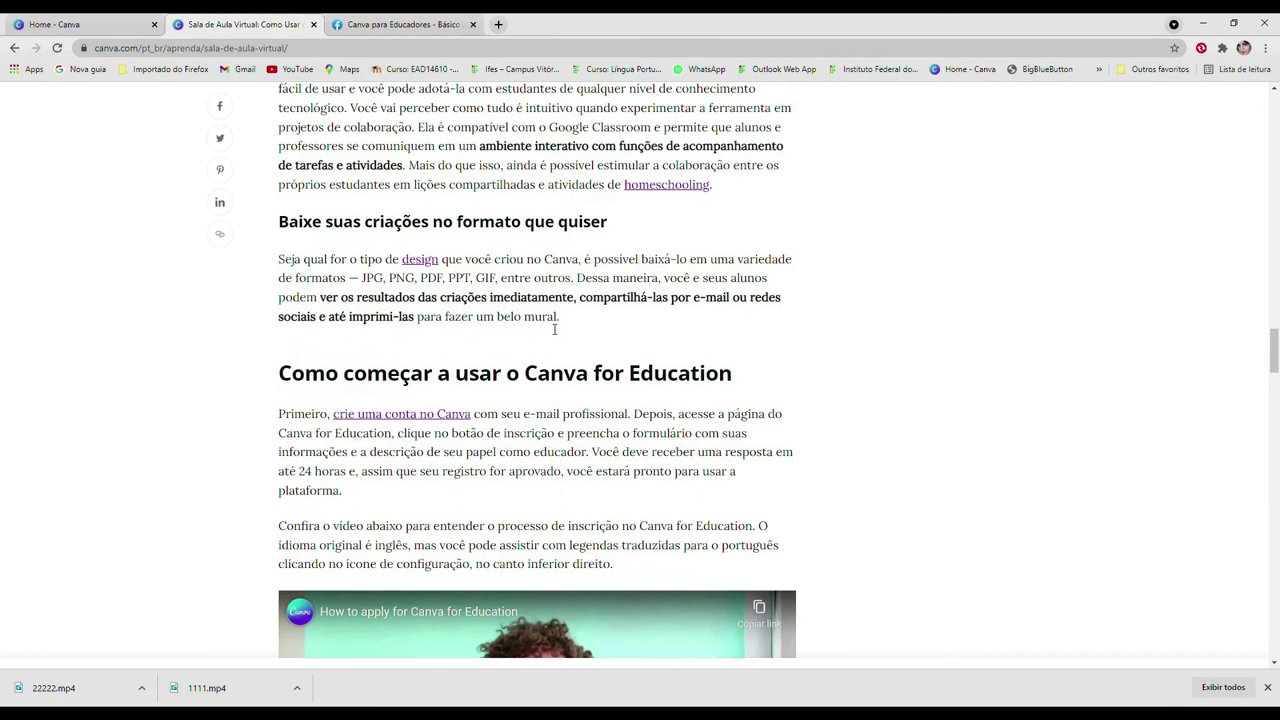 Home - Canva
Sala de Aula Virtual: Como Usar
Canva para Educadores - Básico
canva.com/pt_br/aprenda/sala-de-aula-virtual/
Apps Nova guia Importado do Firefox Gmail YouTube Maps Curso: EAD14610 -... Ifes – Campus Vitór... Curso: Língua Portu... WhatsApp Outlook Web App Instituto Federal do... Home - Canva BigBlueButton » Outros favoritos Lista de leitura
fácil de usar e você pode adotá-la com estudantes de qualquer nível de conhecimento
tecnológico. Você vai perceber como tudo é intuitivo quando experimentar a ferramenta em
projetos de colaboração. Ela é compatível com o Google Classroom e permite que alunos e
professores se comuniquem em um ambiente interativo com funções de acompanhamento
de tarefas e atividades. Mais do que isso, ainda é possível estimular a colaboração entre os
próprios estudantes em lições compartilhadas e atividades de homeschooling.
Baixe suas criações no formato que quiser
Seja qual for o tipo de design que você criou no Canva, é possível baixá-lo em uma variedade
de formatos — JPG, PNG, PDF, PPT, GIF, entre outros. Dessa maneira, você e seus alunos
podem ver os resultados das criações imediatamente, compartilhá-las por e-mail ou redes
sociais e até imprimi-las para fazer um belo mural.
Como começar a usar o Canva for Education
Primeiro, crie uma conta no Canva com seu e-mail profissional. Depois, acesse a página do
Canva for Education, clique no botão de inscrição e preencha o formulário com suas
informações e a descrição de seu papel como educador. Você deve receber uma resposta em
até 24 horas e, assim que seu registro for aprovado, você estará pronto para usar a
plataforma.
Confira o vídeo abaixo para entender o processo de inscrição no Canva for Education. O
idioma original é inglês, mas você pode assistir com legendas traduzidas para o português
clicando no ícone de configuração, no canto inferior direito.
Canva
How to apply for Canva for Education
Copiar link
22222.mp4
1111.mp4
Exibir todos